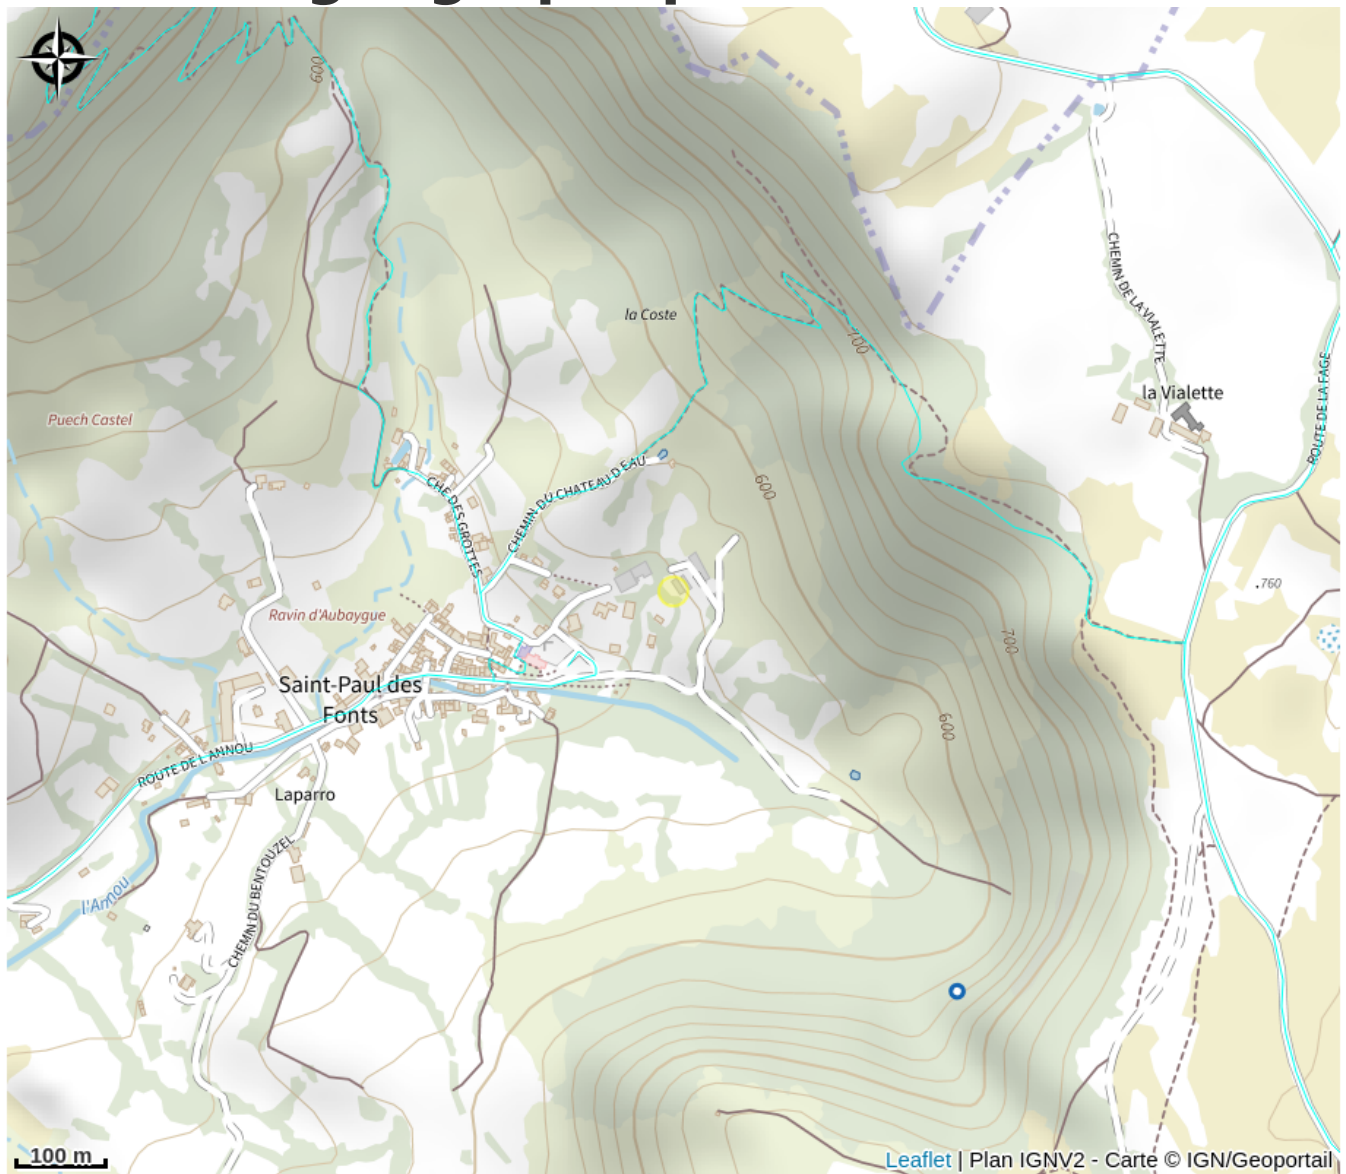 600
la Coste
700
CHEMIN DE LA VIALETTE
la Vialette
ROUTE DE LA FAGE
Puech Castel
CHE DES GROTTES
CHEMIN DU CHATEAU D EAU
600
760
Ravin d'Aubaygue
700
Saint-Paul des
Fonts
600
ROUTE DE L ANNOU
Laparro
l'Annou
CHEMIN DU BENTOUZEL
100 m
Leaflet | Plan IGNV2 - Carte © IGN/Geoportail